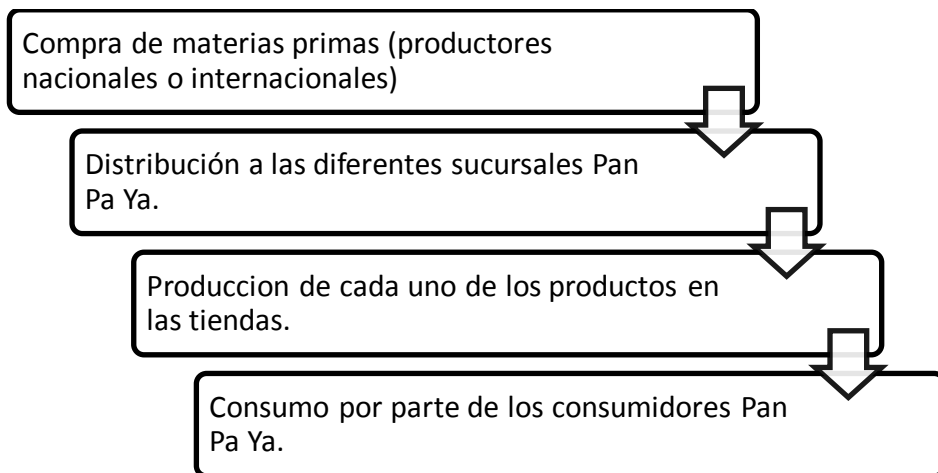 Compra de materias primas (productores
nacionales o internacionales)
Distribución a las diferentes sucursales Pan
Pa Ya.
Produccion de cada uno de los productos en
las tiendas.
Consumo por parte de los consumidores Pan
Pa Ya.